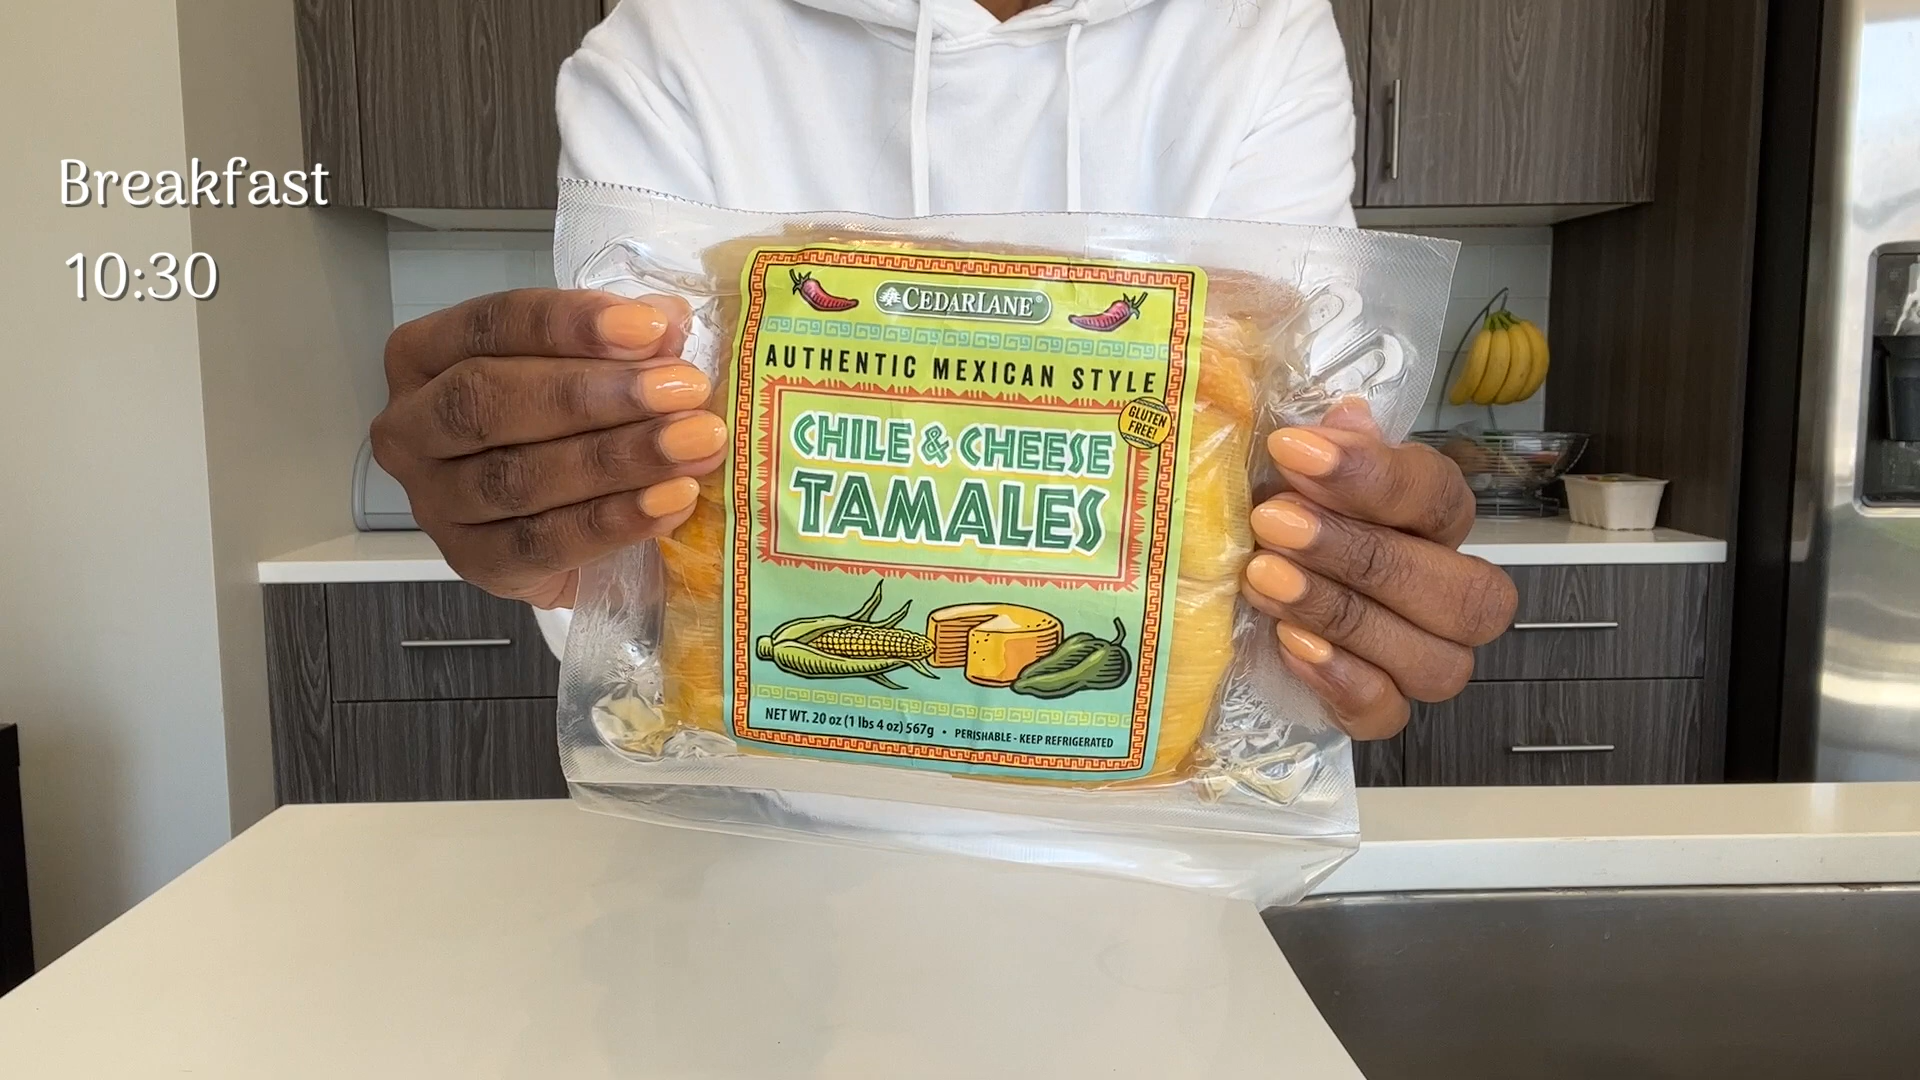 Breakfast
10:30
CEDARLANE®
AUTHENTIC MEXICAN STYLE
GLUTEN
FREE!
CHILE & CHEESE
TAMALES
NET WT. 20 oz (1 lbs 4 oz) 567g • PERISHABLE - KEEP REFRIGERATED